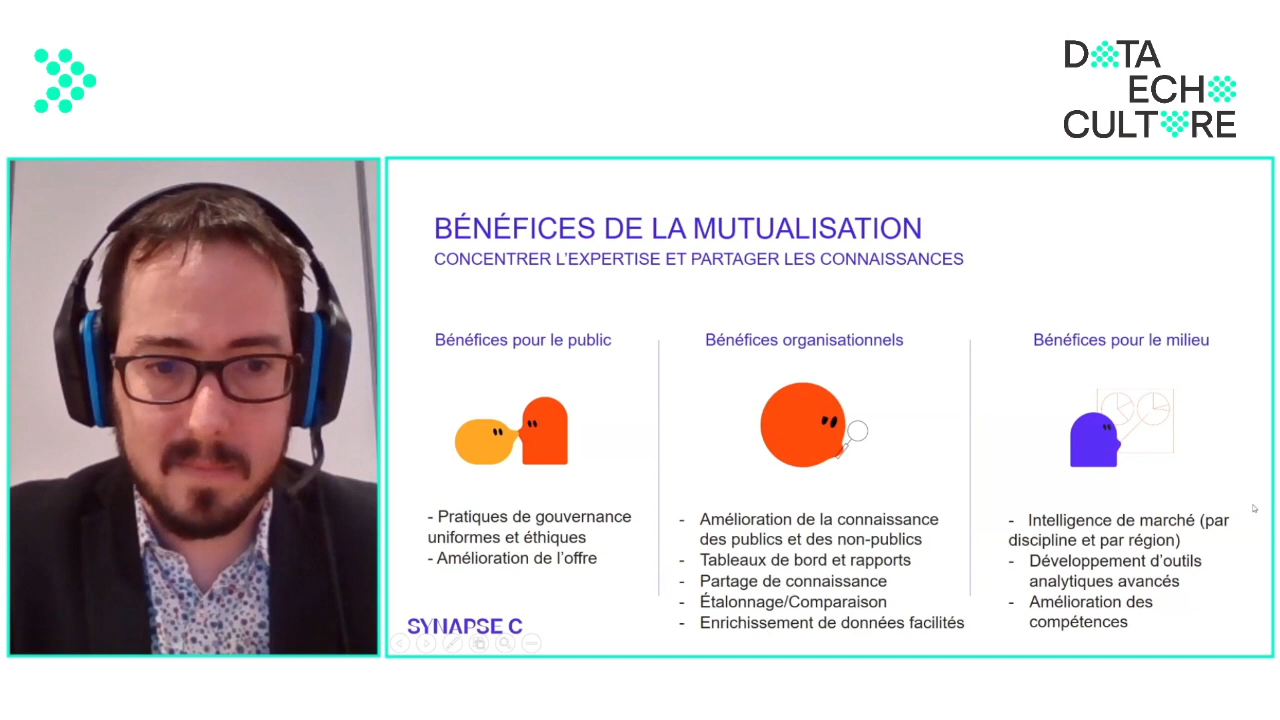 DATA
ECHO
CULTURE
BÉNÉFICES DE LA MUTUALISATION
CONCENTRER L'EXPERTISE ET PARTAGER LES CONNAISSANCES
Bénéfices pour le public
- Pratiques de gouvernance
uniformes et éthiques
- Amélioration de l'offre
Bénéfices organisationnels
- Amélioration de la connaissance
des publics et des non-publics
- Tableaux de bord et rapports
- Partage de connaissance
- Étalonnage/Comparaison
- Enrichissement de données facilités
Bénéfices pour le milieu
- Intelligence de marché (par
discipline et par région)
- Développement d'outils
analytiques avancés
- Amélioration des
compétences
SYNAPSE C